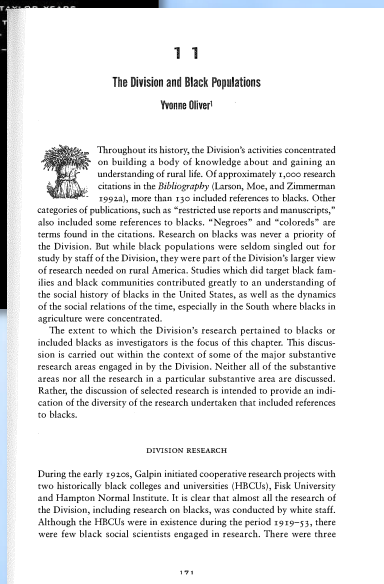 TAYLOR YEARS
1 1
The Division and Black Populations
Yvonne Oliver¹
Throughout its history, the Division's activities concentrated
on building a body of knowledge about and gaining an
understanding of rural life. Of approximately 1,000 research
citations in the Bibliography (Larson, Moe, and Zimmerman
1992a), more than 130 included references to blacks. Other
categories of publications, such as "restricted use reports and manuscripts,"
also included some references to blacks. "Negroes" and "coloreds" are
terms found in the citations. Research on blacks was never a priority of
the Division. But while black populations were seldom singled out for
study by staff of the Division, they were part of the Division's larger view
of research needed on rural America. Studies which did target black fam-
ilies and black communities contributed greatly to an understanding of
the social history of blacks in the United States, as well as the dynamics
of the social relations of the time, especially in the South where blacks in
agriculture were concentrated.
The extent to which the Division's research pertained to blacks or
included blacks as investigators is the focus of this chapter. This discus-
sion is carried out within the context of some of the major substantive
research areas engaged in by the Division. Neither all of the substantive
areas nor all the research in a particular substantive area are discussed.
Rather, the discussion of selected research is intended to provide an indi-
cation of the diversity of the research undertaken that included references
to blacks.
DIVISION RESEARCH
During the early 1920s, Galpin initiated cooperative research projects with
two historically black colleges and universities (HBCUs), Fisk University
and Hampton Normal Institute. It is clear that almost all the research of
the Division, including research on blacks, was conducted by white staff.
Although the HBCUs were in existence during the period 1919–53, there
were few black social scientists engaged in research. There were three
171